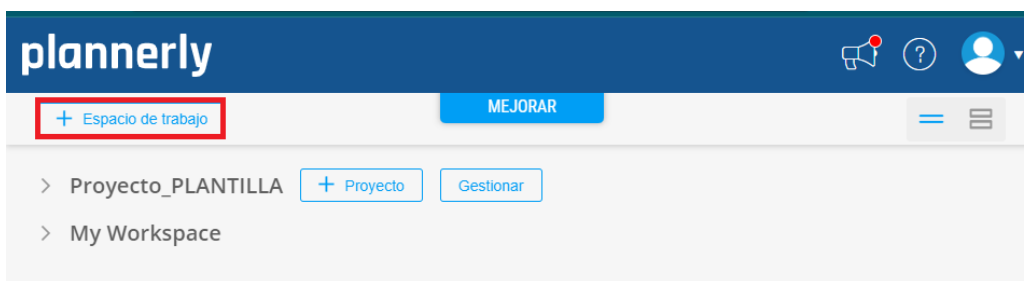 plannerly
?
+ Espacio de trabajo
MEJORAR
> Proyecto_PLANTILLA + Proyecto Gestionar
> My Workspace